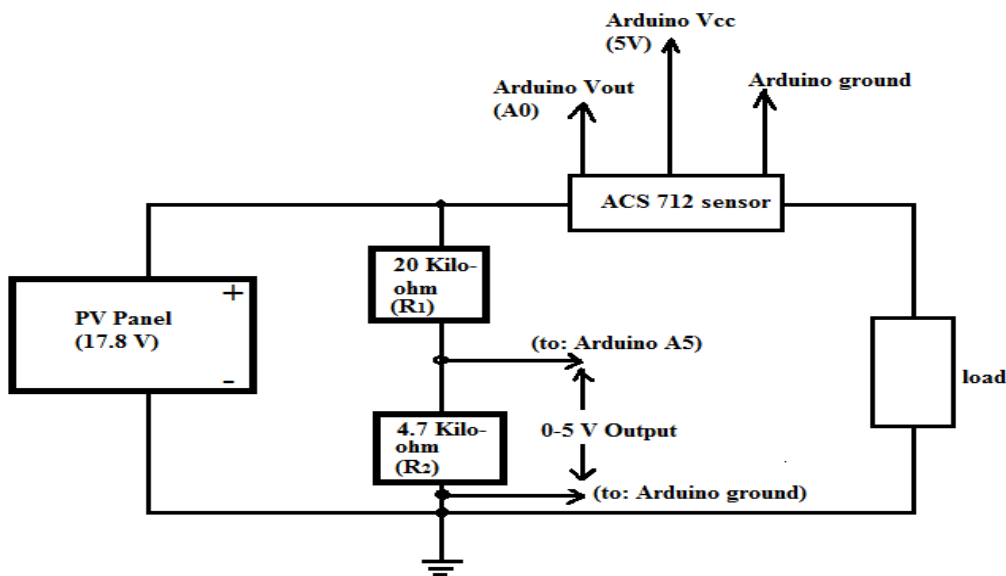 Arduino Vcc
(5V)
Arduino Vout
(A0)
Arduino ground
ACS 712 sensor
20 Kilo-
ohm
(R1)
PV Panel
(17.8 V)
+
-
(to: Arduino A5)
load
4.7 Kilo-
ohm
(R2)
0-5 V Output
(to: Arduino ground)